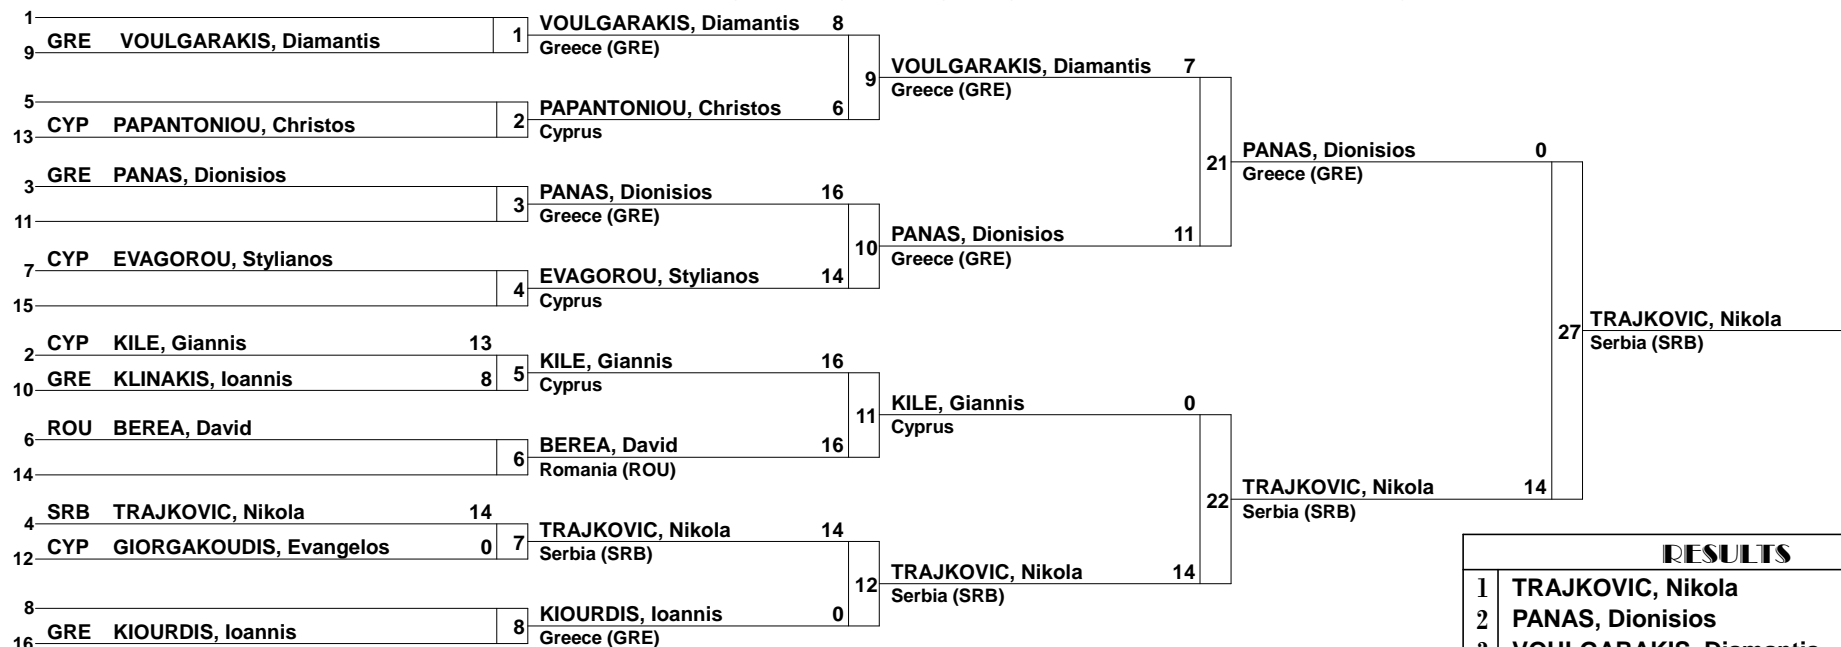 1
GRE VOULGARAKIS, Diamantis
9
1
5
CYP PAPANTONIOU, Christos
13
2
3 GRE PANAS, Dionisios
11
3
7 CYP EVAGOROU, Stylianos
15
4
2 CYP KILE, Giannis 13
10 GRE KLINAKIS, Ioannis 8
5
6 ROU BEREA, David
14
6
4 SRB TRAJKOVIC, Nikola 14
12 CYP GIORGAKOUDIS, Evangelos 0
7
8
16 GRE KIOURDIS, Ioannis
8
VOULGARAKIS, Diamantis 8
Greece (GRE)
9
PAPANTONIOU, Christos 6
Cyprus
PANAS, Dionisios 16
Greece (GRE)
10
EVAGOROU, Stylianos 14
Cyprus
KILE, Giannis 16
Cyprus
11
BEREA, David 16
Romania (ROU)
TRAJKOVIC, Nikola 14
Serbia (SRB)
12
KIOURDIS, Ioannis 0
Greece (GRE)
VOULGARAKIS, Diamantis 7
Greece (GRE)
21
PANAS, Dionisios 11
Greece (GRE)
KILE, Giannis 0
Cyprus
22
TRAJKOVIC, Nikola 14
Serbia (SRB)
PANAS, Dionisios 0
Greece (GRE)
27
TRAJKOVIC, Nikola 14
Serbia (SRB)
TRAJKOVIC, Nikola
Serbia (SRB)
RESULTS
1 TRAJKOVIC, Nikola
2 PANAS, Dionisios
3 VOULGARAKIS, Diamantis